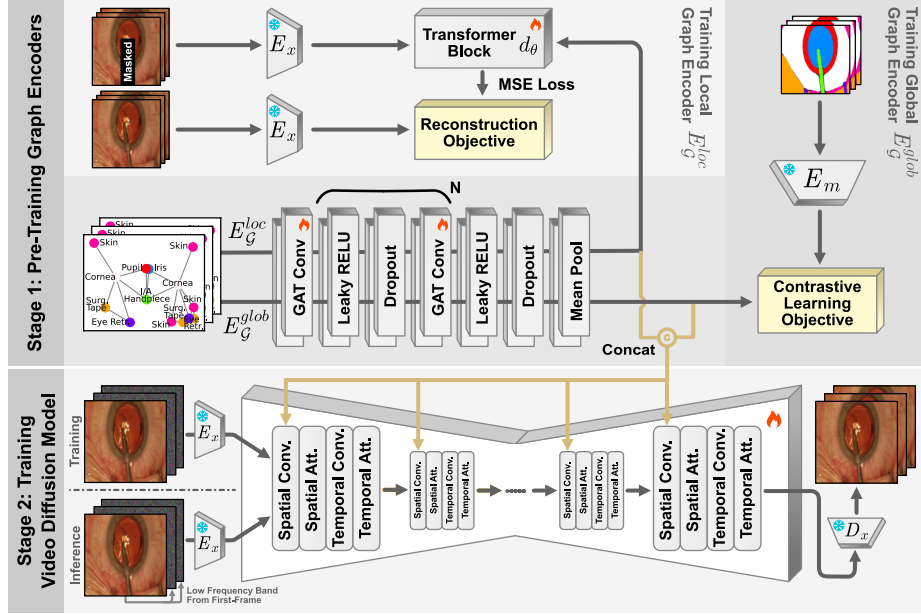 Stage 1: Pre-Training Graph Encoders
Masked
E_x
Transformer
Block
d_θ
MSE Loss
E_x
Reconstruction
Objective
Training Local
Graph Encoder
E_G^{loc}
Training Global
Graph Encoder
E_G^{glob}
E_m
Contrastive
Learning
Objective
Skin
Skin
Skin
Pupil
Iris
Cornea
Cornea
I/A
Handpiece
Surg.
Tape
Eye Retr.
Skin
Surg.
Tape
Skin
Eye
Retr.
E_G^{loc}
E_G^{glob}
N
GAT Conv
Leaky RELU
Dropout
GAT Conv
Leaky RELU
Dropout
Mean Pool
Concat
C
Stage 2: Training
Video Diffusion Model
Training
E_x
Inference
E_x
Low Frequency Band
From First-Frame
Spatial Conv.
Spatial Att.
Temporal Conv.
Temporal Att.
Spatial Conv.
Spatial Att.
Temporal Conv.
Temporal Att.
Spatial Conv.
Spatial Att.
Temporal Conv.
Temporal Att.
Spatial Conv.
Spatial Att.
Temporal Conv.
Temporal Att.
D_x